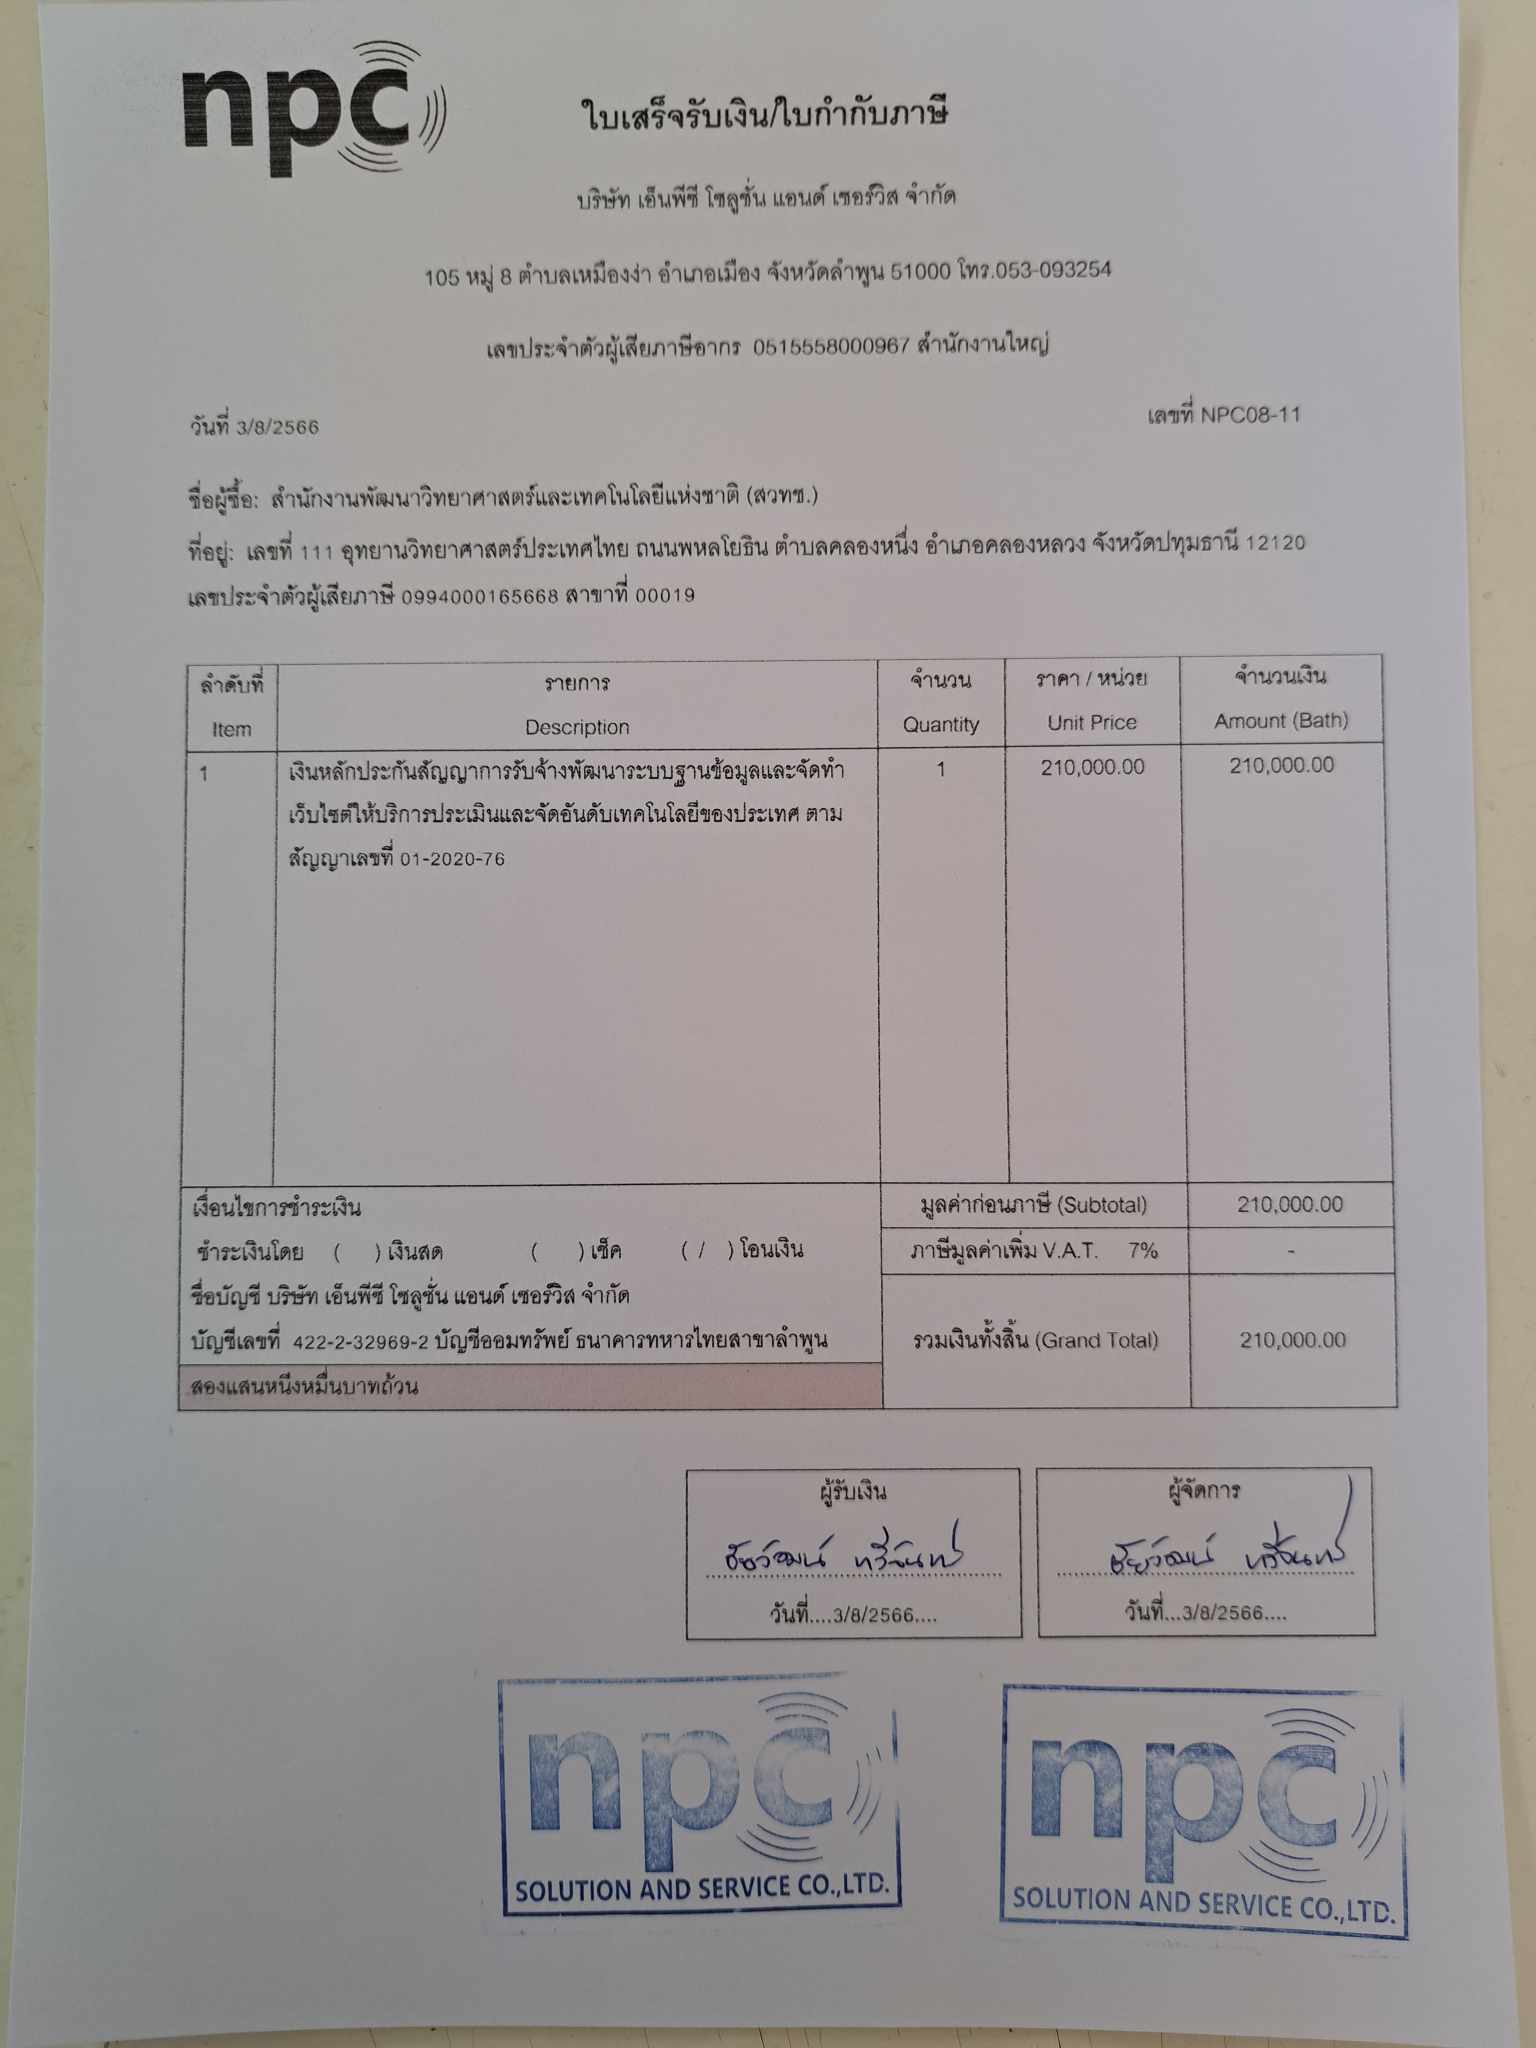 npc
ใบเสร็จรับเงิน/ใบกำกับภาษี
บริษัท เอ็นพีซี โซลูชั่น แอนด์ เซอร์วิส จำกัด
105 หมู่ 8 ตำบลเหมืองง่า อำเภอเมือง จังหวัดลำพูน 51000 โทร.053-093254
เลขประจำตัวผู้เสียภาษีอากร 0515558000967 สำนักงานใหญ่
วันที่ 3/8/2566 เลขที่ NPC08-11
ชื่อผู้ซื้อ: สำนักงานพัฒนาวิทยาศาสตร์และเทคโนโลยีแห่งชาติ (สวทช.)
ที่อยู่: เลขที่ 111 อุทยานวิทยาศาสตร์ประเทศไทย ถนนพหลโยธิน ตำบลคลองหนึ่ง อำเภอคลองหลวง จังหวัดปทุมธานี 12120
เลขประจำตัวผู้เสียภาษี 0994000165668 สาขาที่ 00019
ลำดับที่ รายการ จำนวน ราคา / หน่วย จำนวนเงิน
Item Description Quantity Unit Price Amount (Bath)
1 เงินหลักประกันสัญญาการรับจ้างพัฒนาระบบฐานข้อมูลและจัดทำ 1 210,000.00 210,000.00
เว็บไซต์ให้บริการประเมินและจัดอันดับเทคโนโลยีของประเทศ ตาม
สัญญาเลขที่ 01-2020-76
เงื่อนไขการชำระเงิน มูลค่าก่อนภาษี (Subtotal) 210,000.00
ชำระเงินโดย ( ) เงินสด ( ) เช็ค ( / ) โอนเงิน ภาษีมูลค่าเพิ่ม V.A.T. 7% -
ชื่อบัญชี บริษัท เอ็นพีซี โซลูชั่น แอนด์ เซอร์วิส จำกัด
บัญชีเลขที่ 422-2-32969-2 บัญชีออมทรัพย์ ธนาคารทหารไทยสาขาลำพูน รวมเงินทั้งสิ้น (Grand Total) 210,000.00
สองแสนหนึ่งหมื่นบาทถ้วน
ผู้รับเงิน ผู้จัดการ
ชัยวัฒน์ ทวีจันทร์ ชัยวัฒน์ ทวีจันทร์
วันที่....3/8/2566.... วันที่...3/8/2566....
npc npc
SOLUTION AND SERVICE CO.,LTD. SOLUTION AND SERVICE CO.,LTD.